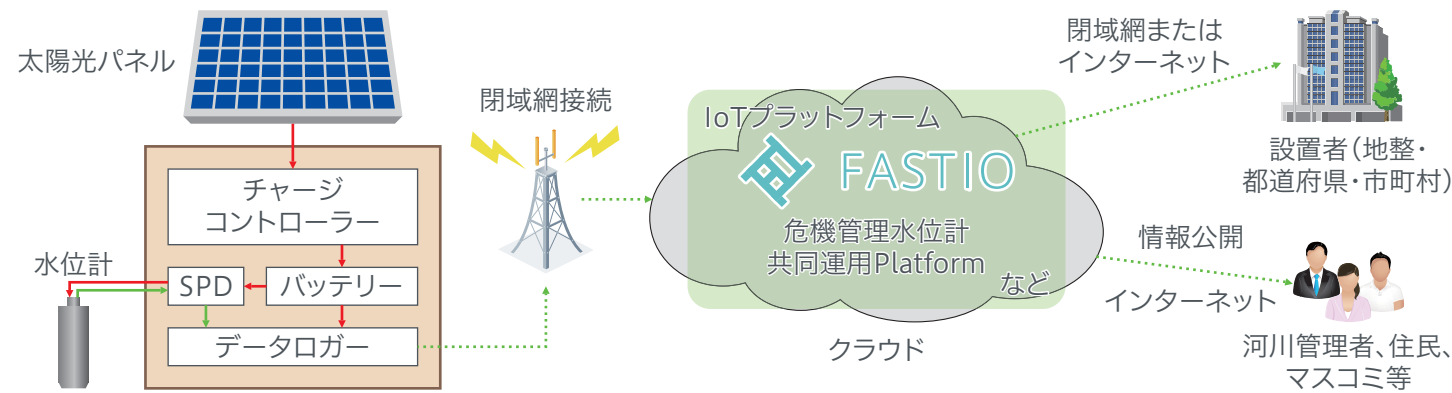 太陽光パネル
チャージ
コントローラー
水位計
SPD
バッテリー
データロガー
閉域網接続
IoTプラットフォーム
FASTIO
危機管理水位計
共同運用Platform
など
クラウド
閉域網または
インターネット
設置者（地整・
都道府県・市町村）
情報公開
インターネット
河川管理者、住民、
マスコミ等